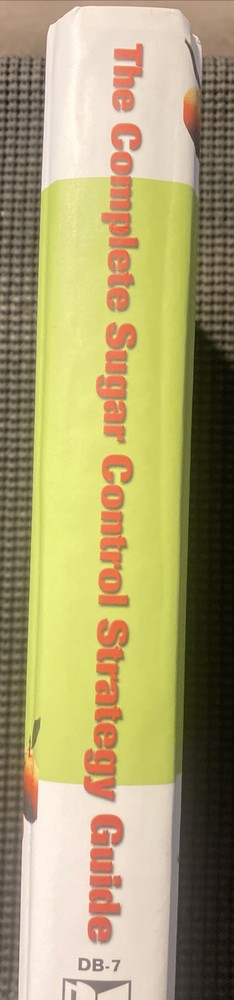 The Complete Sugar Control Strategy Guide
DB-7